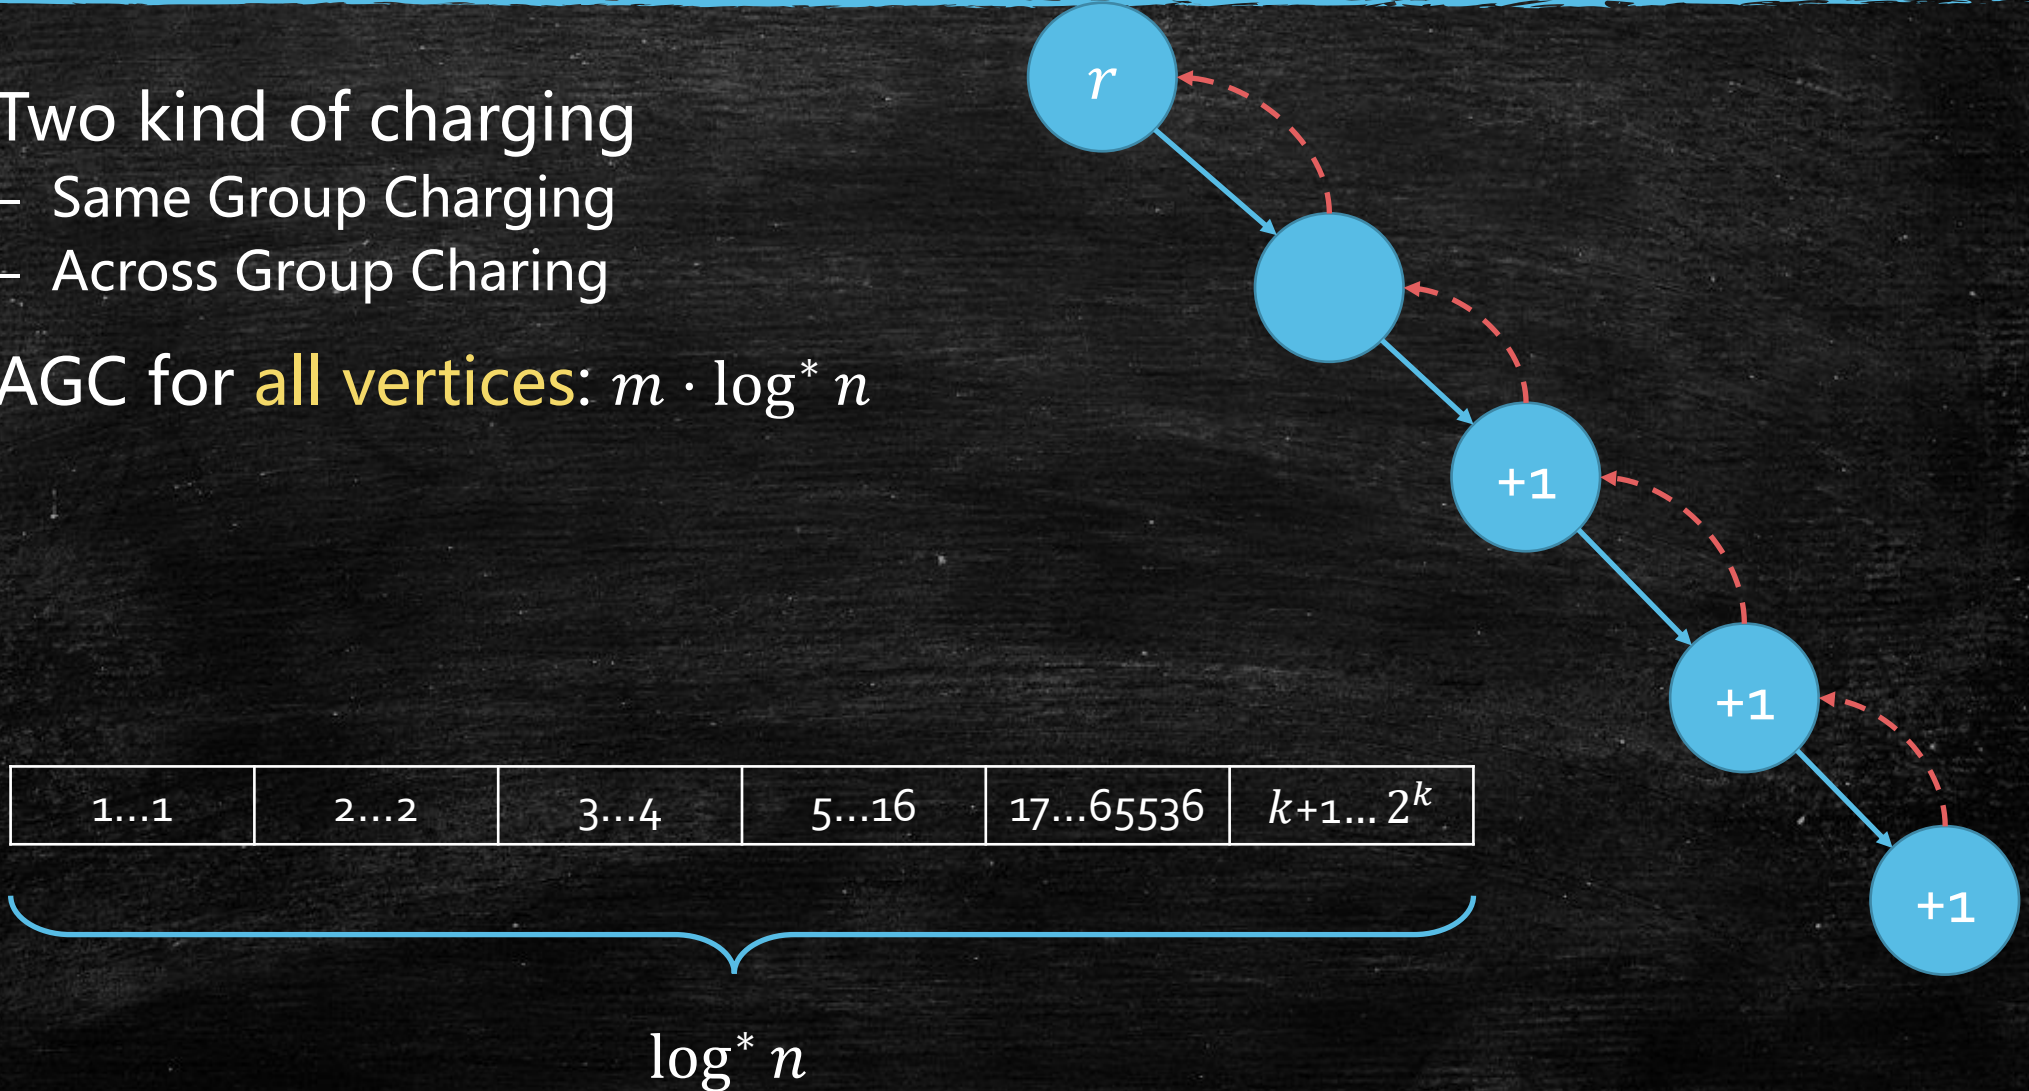 r
Two kind of charging
– Same Group Charging
– Across Group Charing
AGC for all vertices: m · log* n
+1
+1
1...1 2...2 3...4 5...16 17...65536 k+1... 2^k
+1
log* n